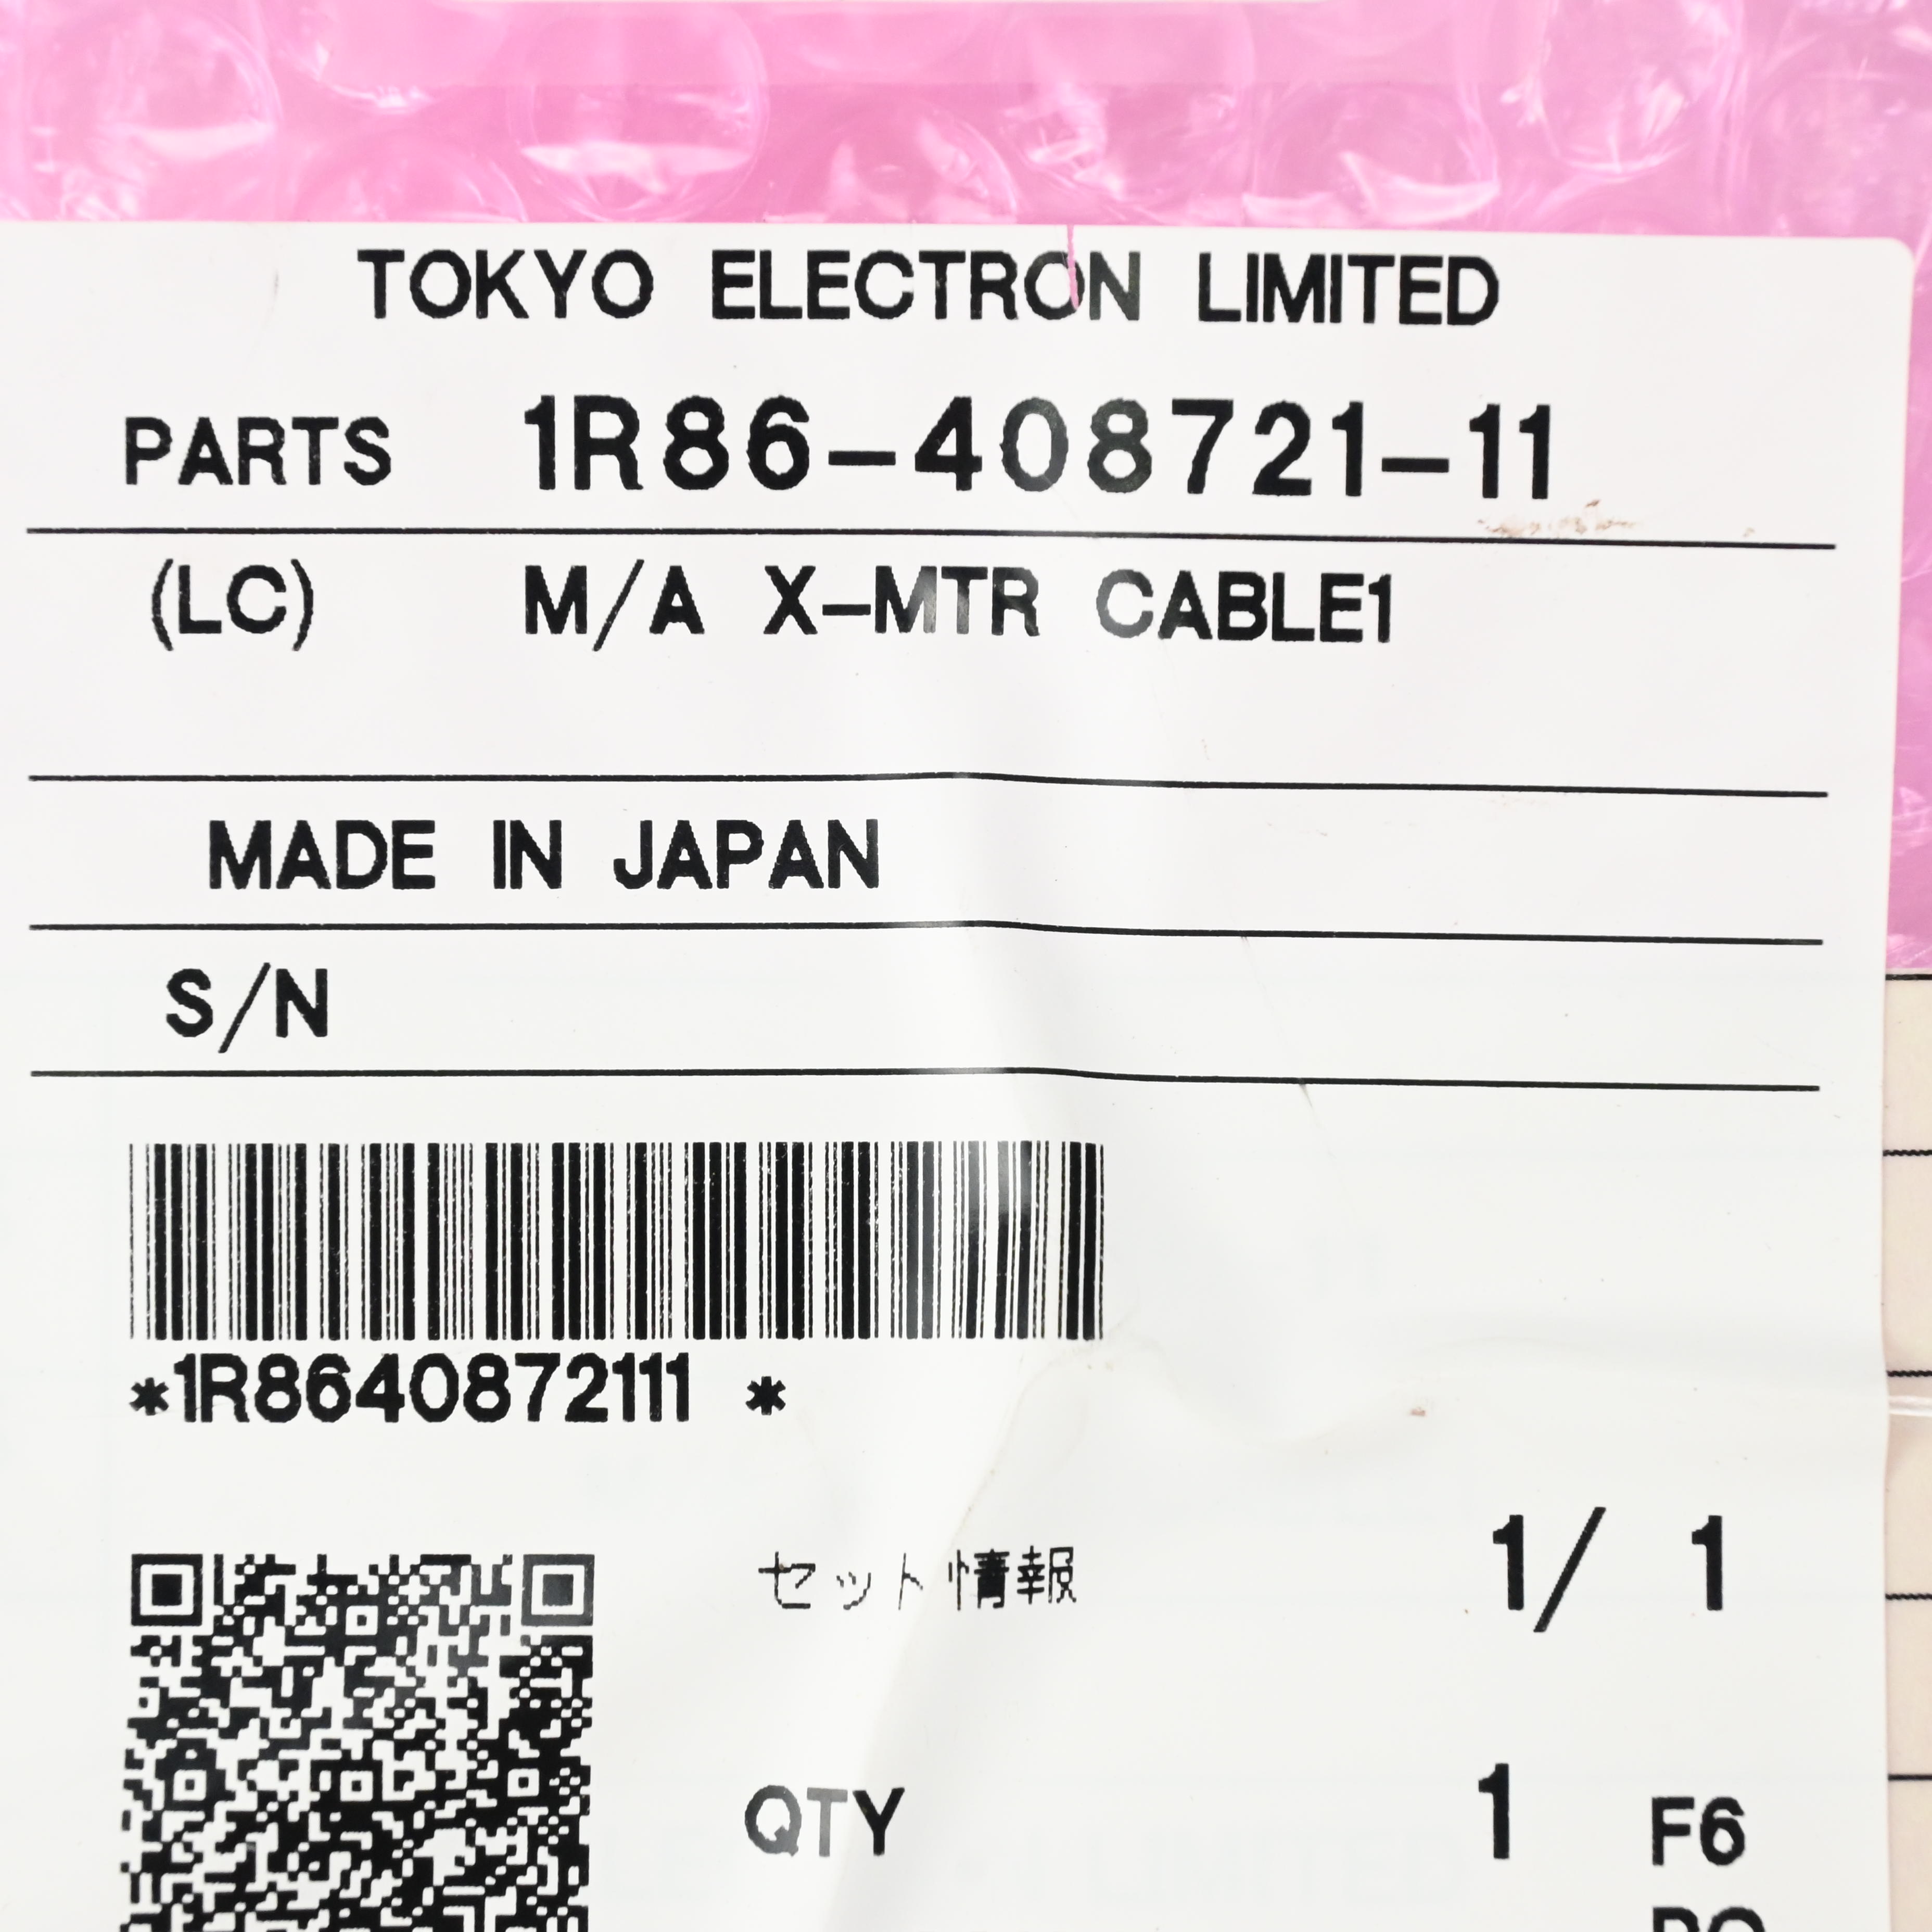 TOKYO ELECTRON LIMITED
PARTS 1R86-408721-11
(LC) M/A X-MTR CABLE1
MADE IN JAPAN
S/N
*1R8640872111 *
セット情報 1/ 1
QTY 1 F6